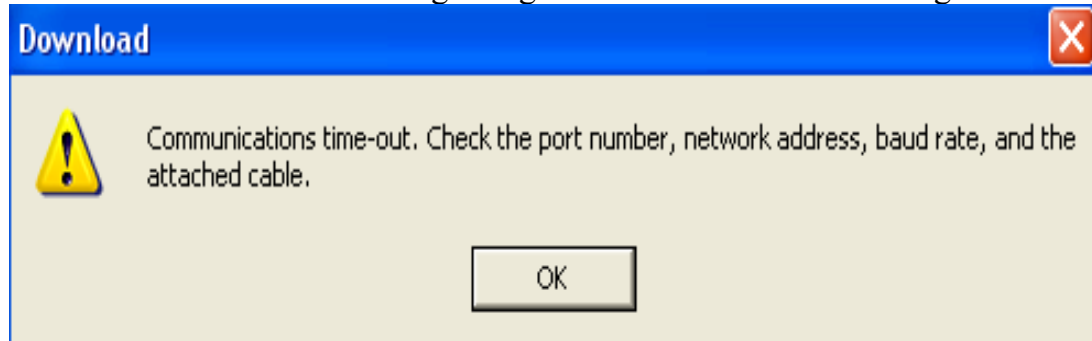 Download
Communications time-out. Check the port number, network address, baud rate, and the
attached cable.
OK